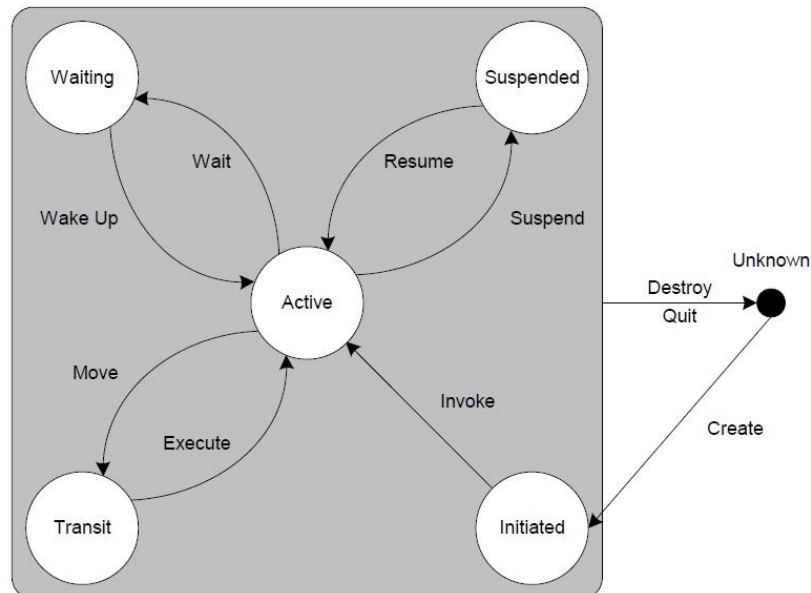 Waiting
Suspended
Wait
Resume
Wake Up
Suspend
Unknown
Destroy
Quit
Active
Move
Invoke
Execute
Create
Transit
Initiated